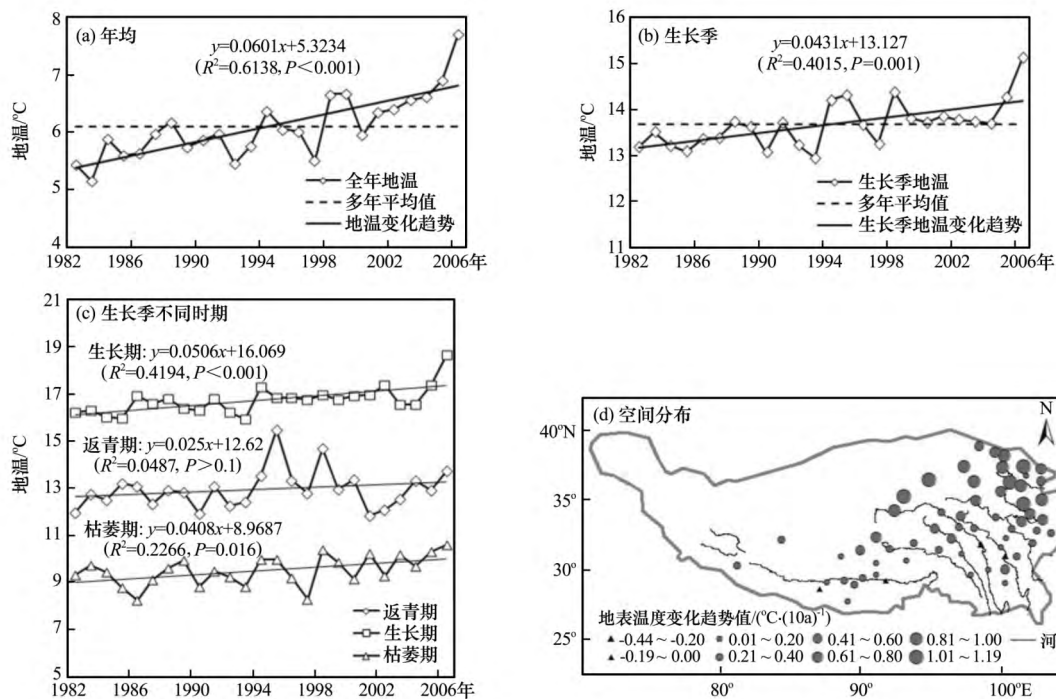 (a) 年均
y=0.0601x+5.3234
(R²=0.6138, P＜0.001)
地温/℃
8
7
6
5
4
全年地温
多年平均值
地温变化趋势
1982 1986 1990 1994 1998 2002 2006年
(b) 生长季
y=0.0431x+13.127
(R²=0.4015, P=0.001)
地温/℃
16
15
14
13
12
11
生长季地温
多年平均值
生长季地温变化趋势
1982 1986 1990 1994 1998 2002 2006年
(c) 生长季不同时期
生长期: y=0.0506x+16.069
(R²=0.4194, P＜0.001)
返青期: y=0.025x+12.62
(R²=0.0487, P＞0.1)
枯萎期: y=0.0408x+8.9687
(R²=0.2266, P=0.016)
地温/℃
21
19
17
15
13
11
9
7
5
返青期
生长期
枯萎期
1982 1986 1990 1994 1998 2002 2006年
(d) 空间分布
N
40°N
35°
30°
25°
地表温度变化趋势值/(℃·(10a)⁻¹)
-0.44～-0.20 0.01～0.20 0.41～0.60 0.81～1.00 河
-0.19～0.00 0.21～0.40 0.61～0.80 1.01～1.19
80° 90° 100°E